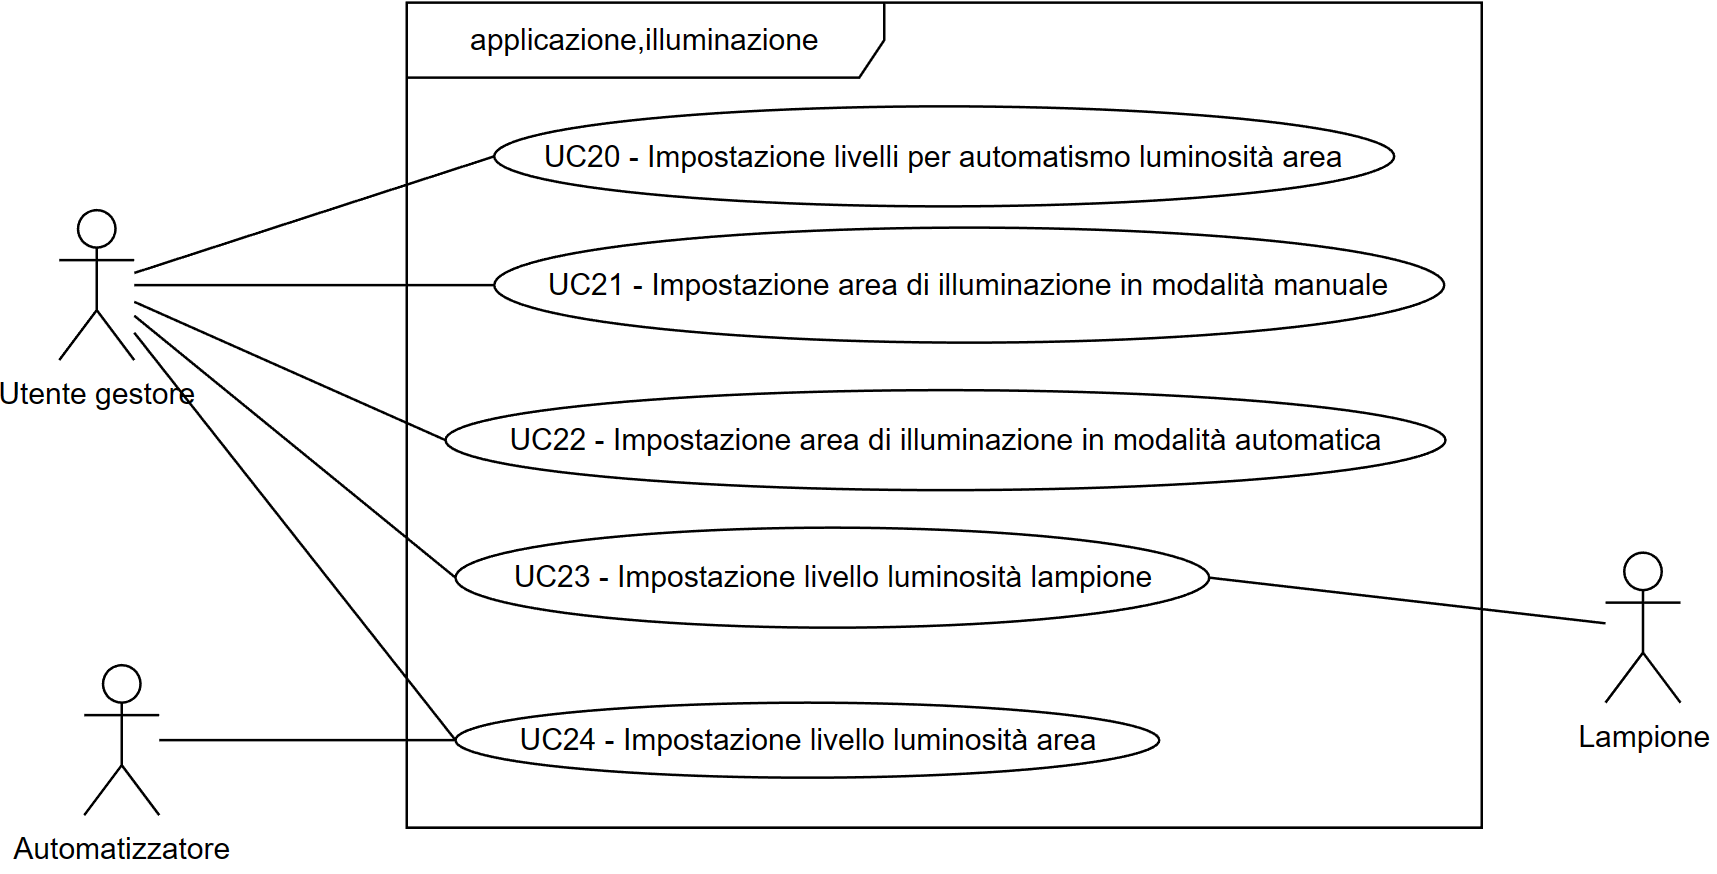 applicazione,illuminazione
UC20 - Impostazione livelli per automatismo luminosità area
UC21 - Impostazione area di illuminazione in modalità manuale
Utente gestore
UC22 - Impostazione area di illuminazione in modalità automatica
UC23 - Impostazione livello luminosità lampione
Lampione
UC24 - Impostazione livello luminosità area
Automatizzatore